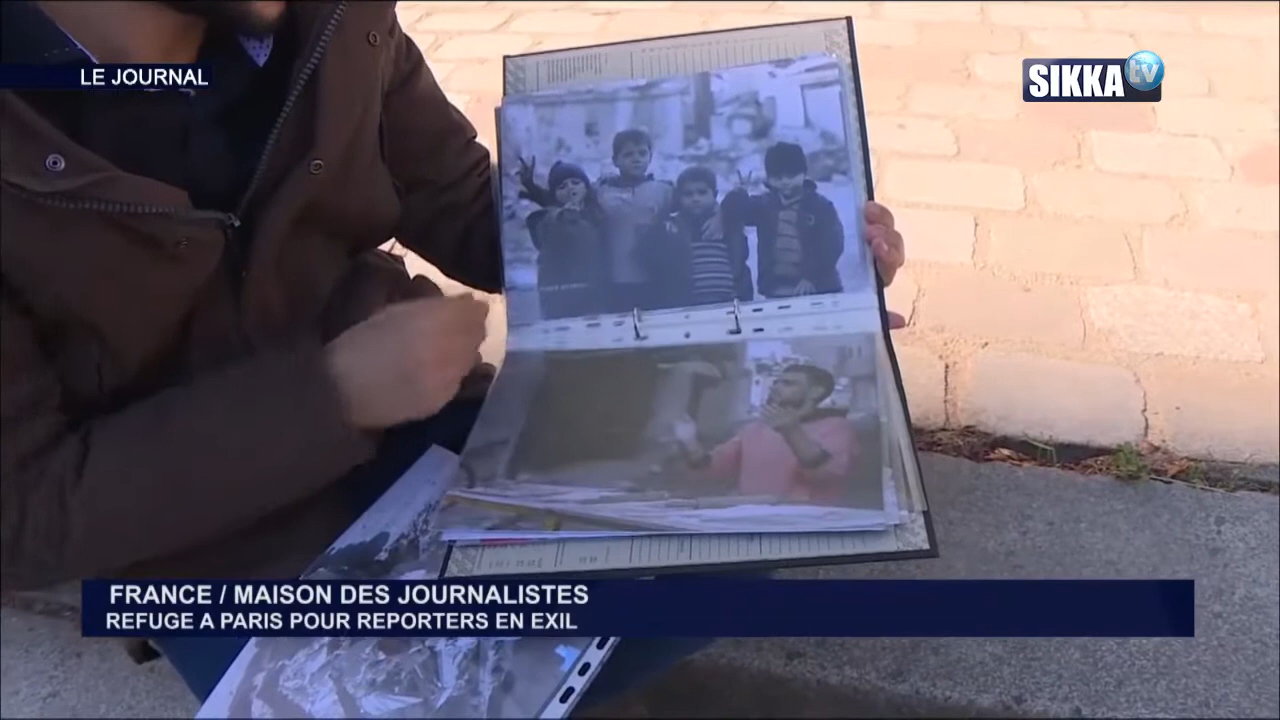 LE JOURNAL
SIKKA tv
FRANCE / MAISON DES JOURNALISTES
REFUGE A PARIS POUR REPORTERS EN EXIL